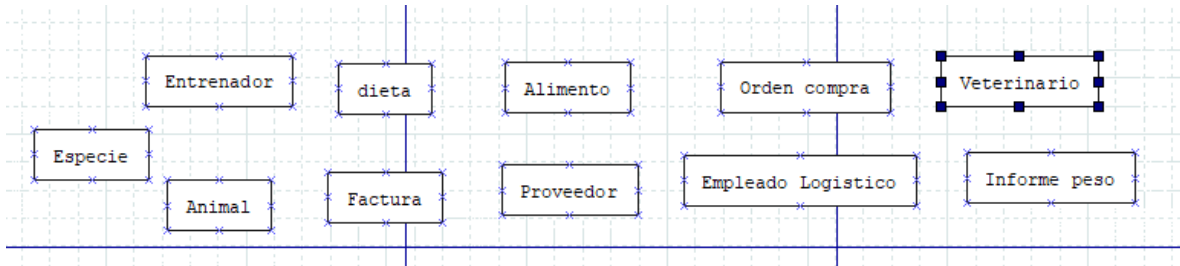 Entrenador
dieta
Alimento
Orden compra
Veterinario
Especie
Animal
Factura
Proveedor
Empleado Logistico
Informe peso